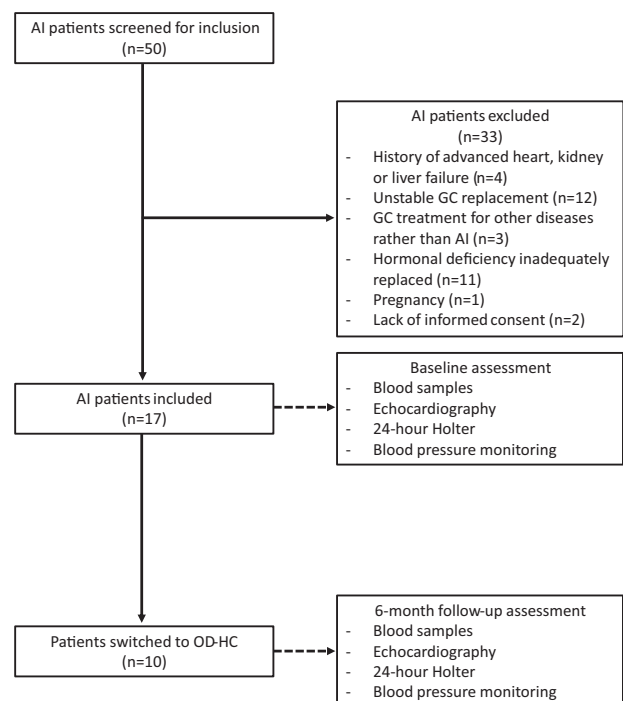 AI patients screened for inclusion
(n=50)
AI patients excluded
(n=33)
- History of advanced heart, kidney
or liver failure (n=4)
- Unstable GC replacement (n=12)
- GC treatment for other diseases
rather than AI (n=3)
- Hormonal deficiency inadequately
replaced (n=11)
- Pregnancy (n=1)
- Lack of informed consent (n=2)
AI patients included
(n=17)
Baseline assessment
- Blood samples
- Echocardiography
- 24-hour Holter
- Blood pressure monitoring
Patients switched to OD-HC
(n=10)
6-month follow-up assessment
- Blood samples
- Echocardiography
- 24-hour Holter
- Blood pressure monitoring